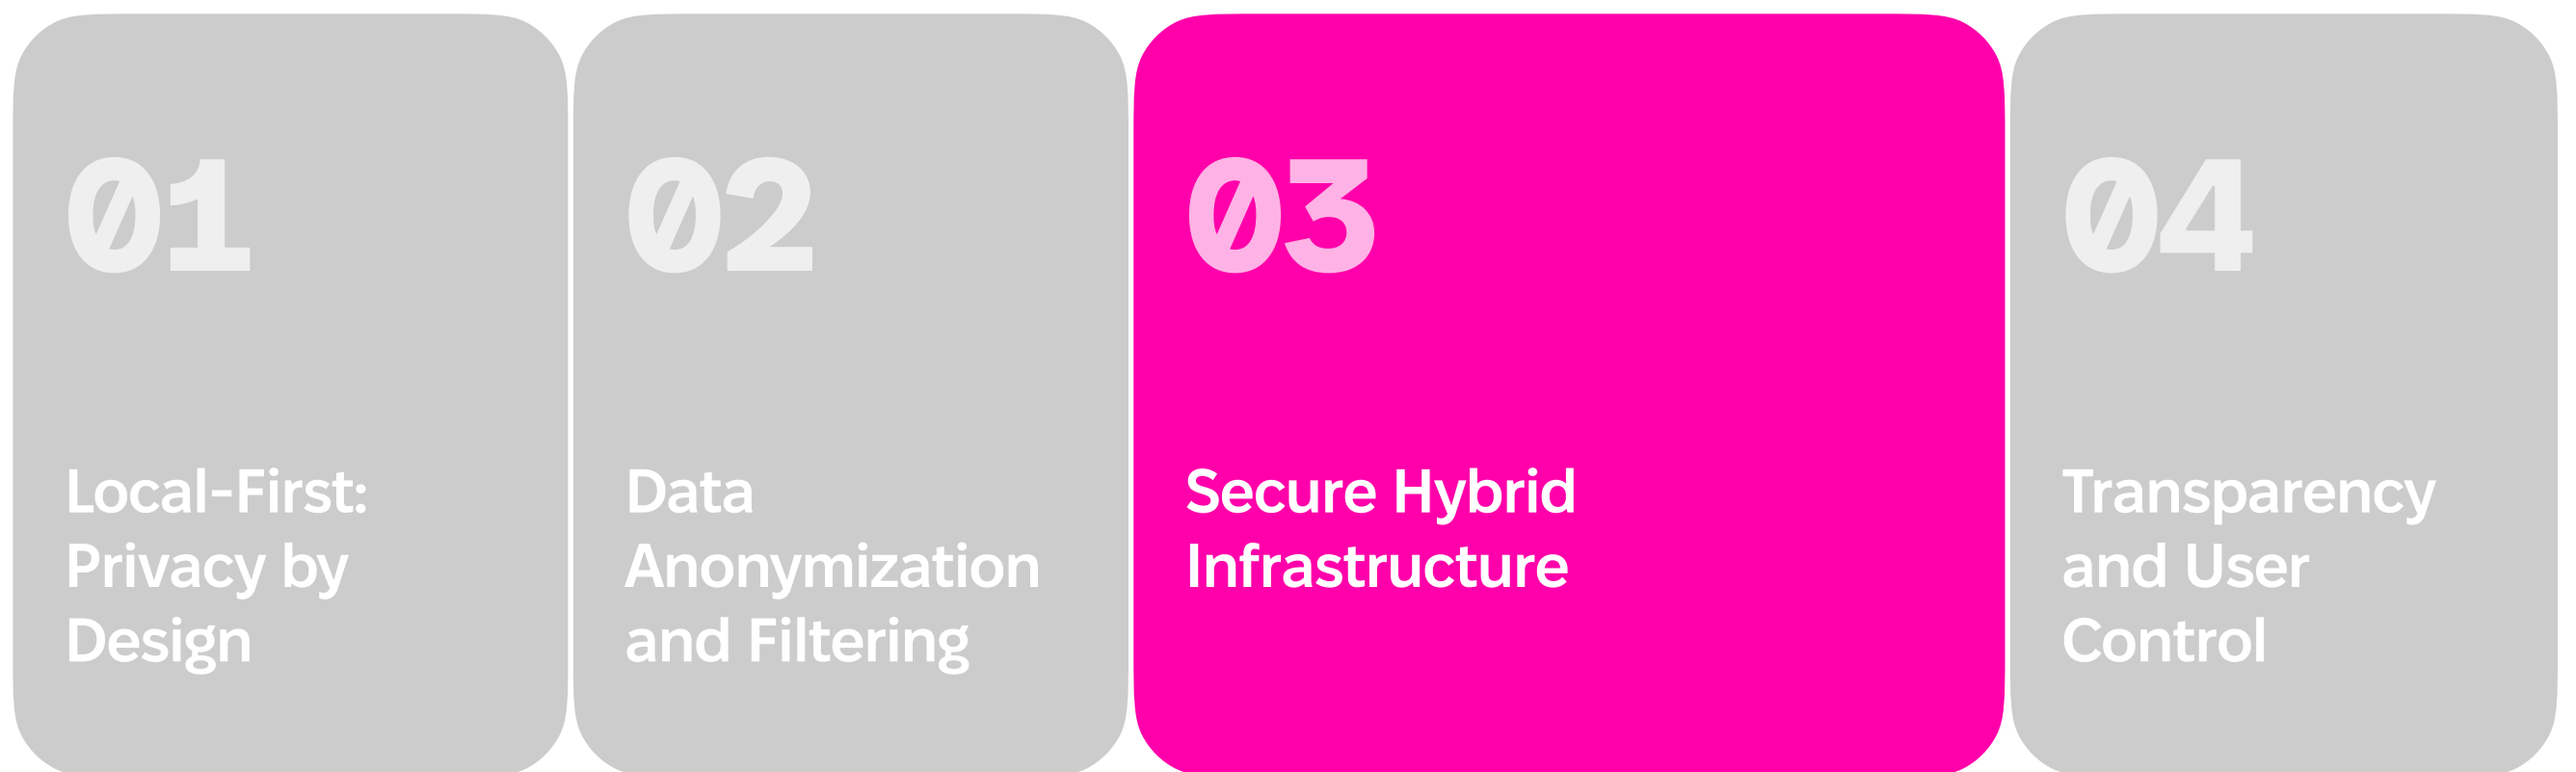 01
Local-First:
Privacy by
Design
02
Data
Anonymization
and Filtering
03
Secure Hybrid
Infrastructure
04
Transparency
and User
Control